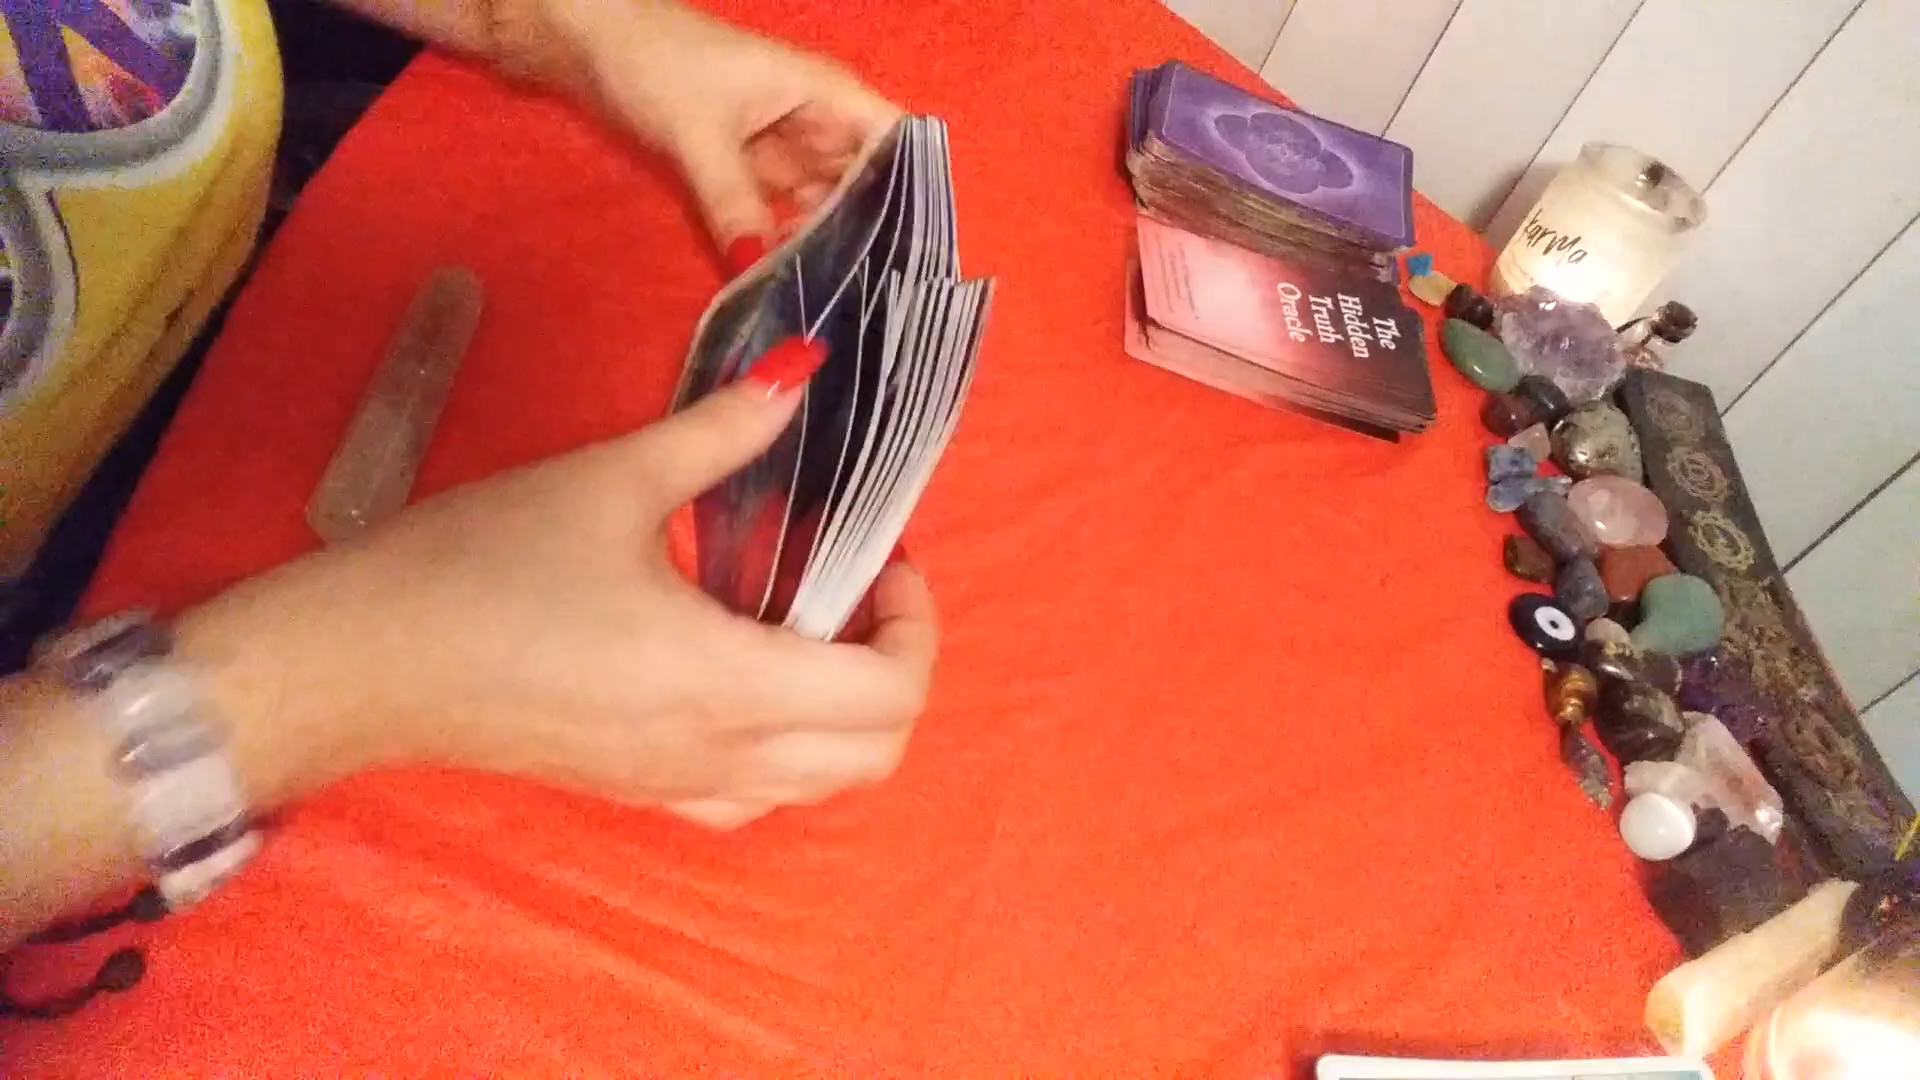 karma
The
Hidden
Truth
Oracle